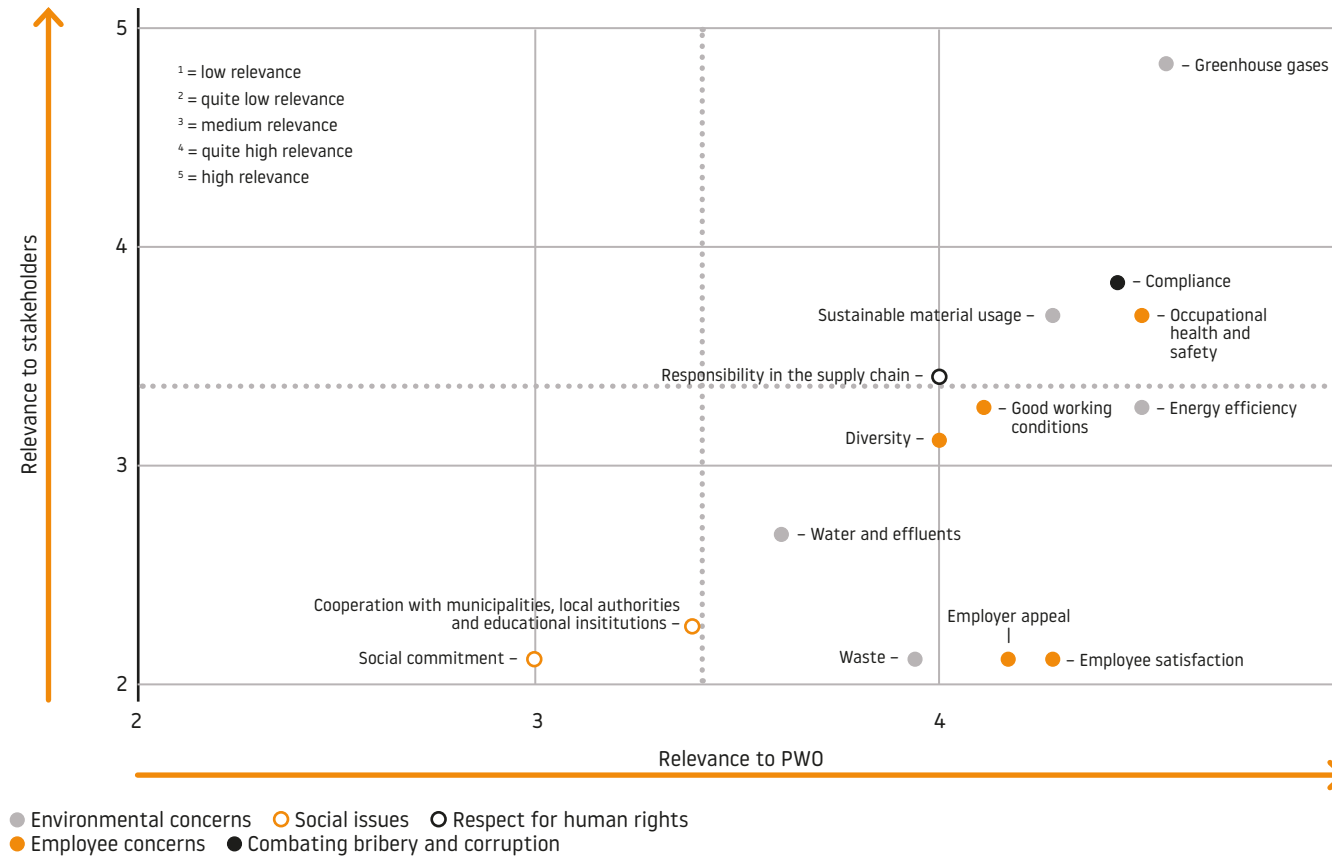 5
¹ = low relevance
² = quite low relevance
³ = medium relevance
⁴ = quite high relevance
⁵ = high relevance
– Greenhouse gases
Relevance to stakeholders
4
– Compliance
Sustainable material usage –
– Occupational
health and
safety
Responsibility in the supply chain –
– Good working
conditions
– Energy efficiency
Diversity –
3
– Water and effluents
Cooperation with municipalities, local authorities
and educational insititutions –
Employer appeal
Social commitment –
Waste –
– Employee satisfaction
2
2
3
4
Relevance to PWO
Environmental concerns
Social issues
Respect for human rights
Employee concerns
Combating bribery and corruption